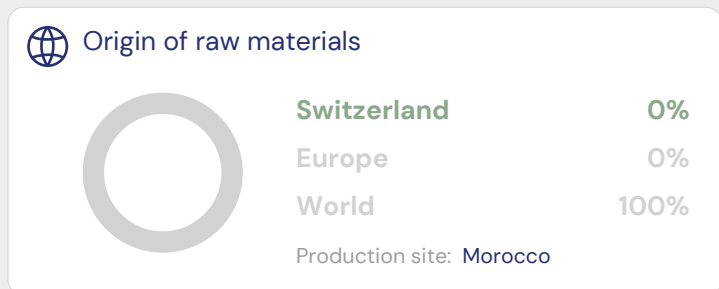 Origin of raw materials
Switzerland 0%
Europe 0%
World 100%
Production site: Morocco